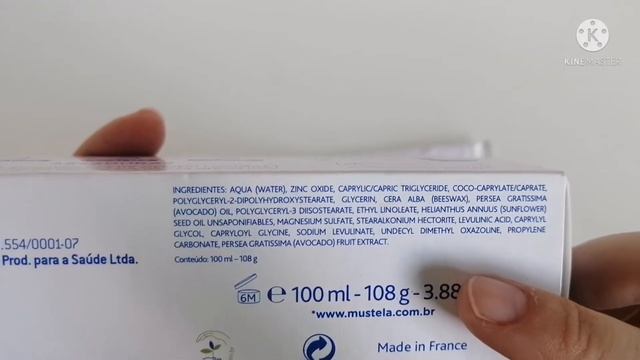 KINEMASTER
INGREDIENTES: AQUA (WATER), ZINC OXIDE, CAPRYLIC/CAPRIC TRIGLYCERIDE, COCO-CAPRYLATE/CAPRATE,
POLYGLYCERYL-2-DIPOLYHYDROXYSTEARATE, GLYCERIN, CERA ALBA (BEESWAX), PERSEA GRATISSIMA
(AVOCADO) OIL, POLYGLYCERYL-3 DIISOSTEARATE, ETHYL LINOLEATE, HELIANTHUS ANNUUS (SUNFLOWER)
SEED OIL UNSAPONIFIABLES, MAGNESIUM SULFATE, STEARALKONIUM HECTORITE, LEVULINIC ACID, CAPRYLYL
GLYCOL, CAPRYLOYL GLYCINE, SODIUM LEVULINATE, UNDECYL DIMETHYL OXAZOLINE, PROPYLENE
CARBONATE, PERSEA GRATISSIMA (AVOCADO) FRUIT EXTRACT.
Conteúdo: 100 ml - 108 g
.554/0001-07
Prod. para a Saúde Ltda.
6M ℮ 100 ml - 108 g - 3.88
*www.mustela.com.br
Made in France